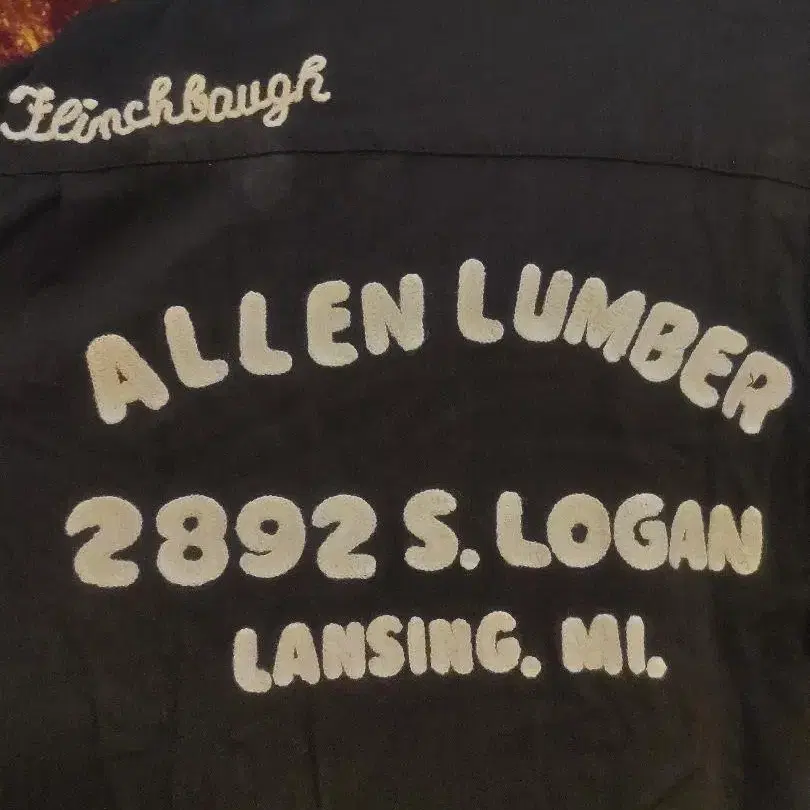 Flinchbaugh
ALLEN LUMBER
2892 S. LOGAN
LANSING. MI.